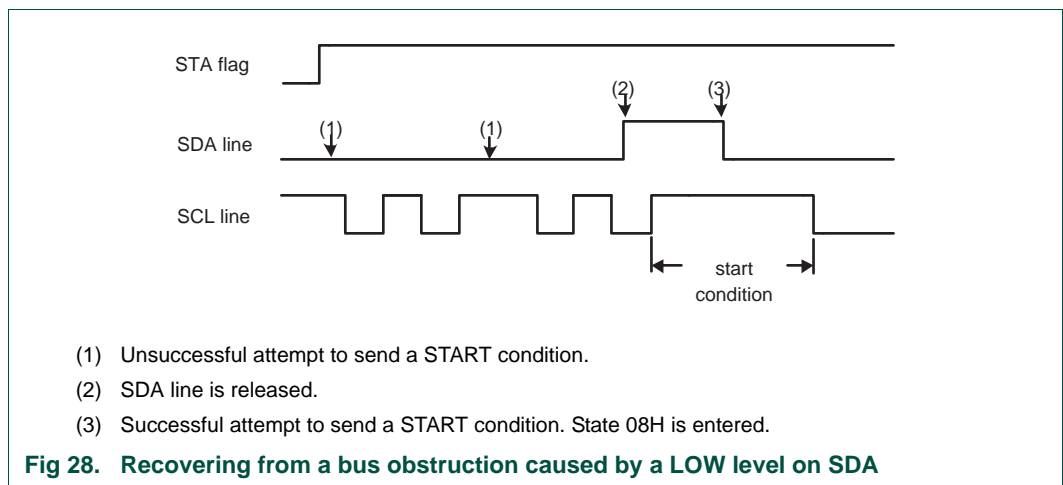 STA flag
(2) (3)
(1) (1)
SDA line
SCL line
start
condition
(1) Unsuccessful attempt to send a START condition.
(2) SDA line is released.
(3) Successful attempt to send a START condition. State 08H is entered.
Fig 28. Recovering from a bus obstruction caused by a LOW level on SDA